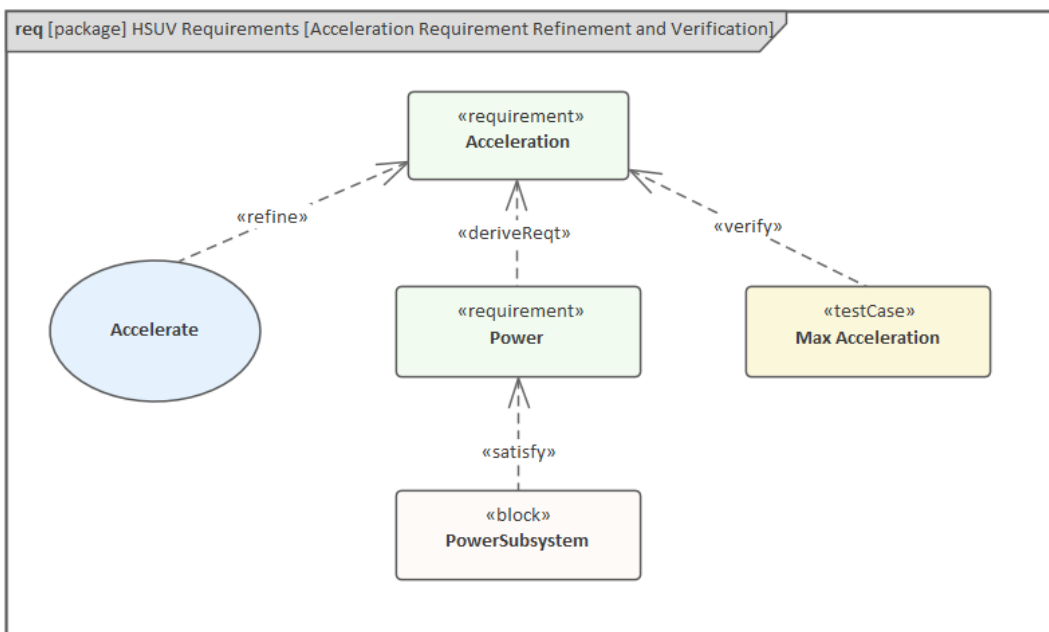 req [package] HSUV Requirements [Acceleration Requirement Refinement and Verification]
«requirement»
Acceleration
«refine»
«deriveReqt»
«verify»
Accelerate
«requirement»
Power
«testCase»
Max Acceleration
«satisfy»
«block»
PowerSubsystem